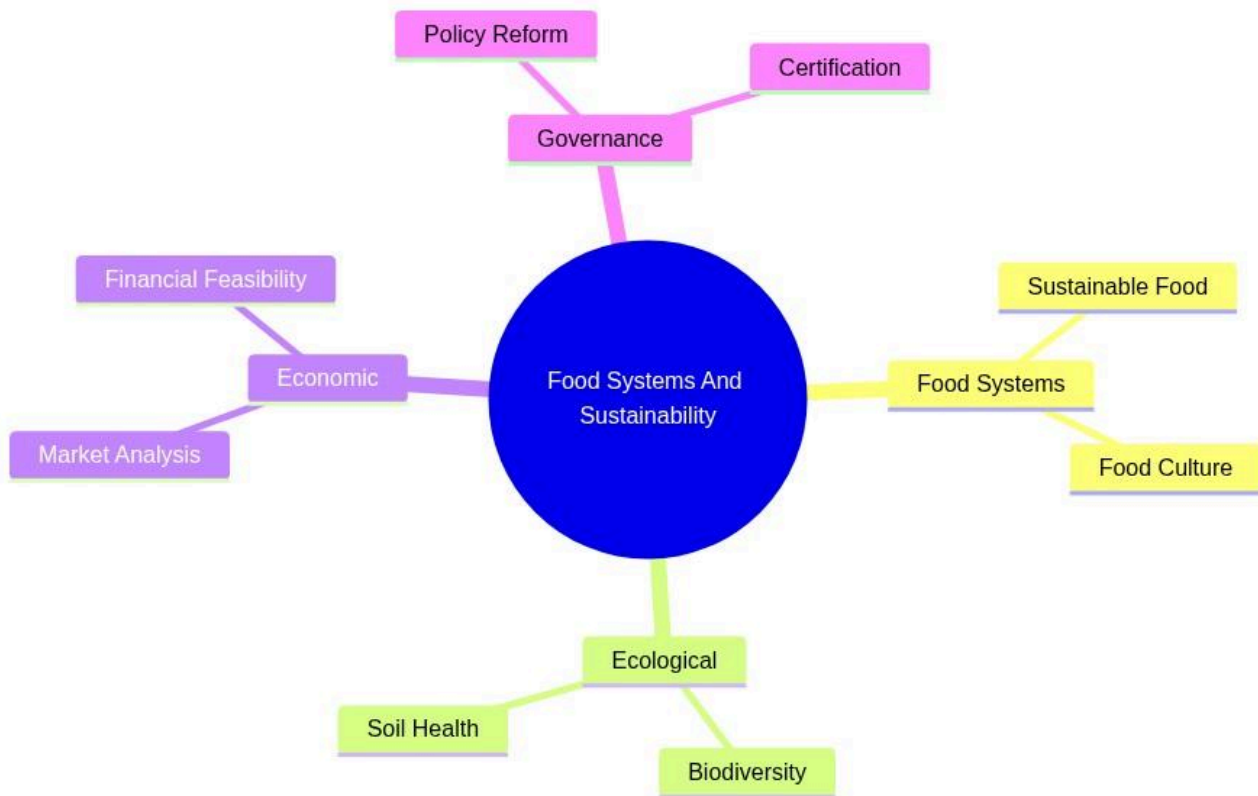 Policy Reform
Certification
Governance
Financial Feasibility
Sustainable Food
Economic
Food Systems And
Sustainability
Food Systems
Market Analysis
Food Culture
Ecological
Soil Health
Biodiversity